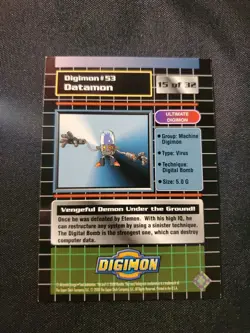 Digimon #53
Datamon
15 of 32
ULTIMATE
DIGIMON
• Group: Machine
Digimon
• Type: Virus
• Technique:
Digital Bomb
• Size: 5.0 G
Vengeful Demon Under the Ground!
Once he was defeated by Etemon. With his high IQ, he
can restructure any system by using a sinister technique.
The Digital Bomb is the strongest one, which can destroy
computer data.
DIGIMON